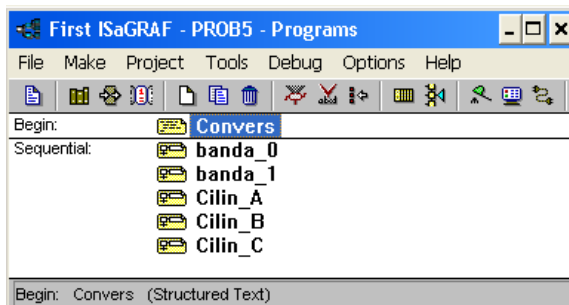 First ISaGRAF - PROB5 - Programs
File Make Project Tools Debug Options Help
Begin: Convers
Sequential: banda_0
banda_1
Cilin_A
Cilin_B
Cilin_C
Begin: Convers (Structured Text)